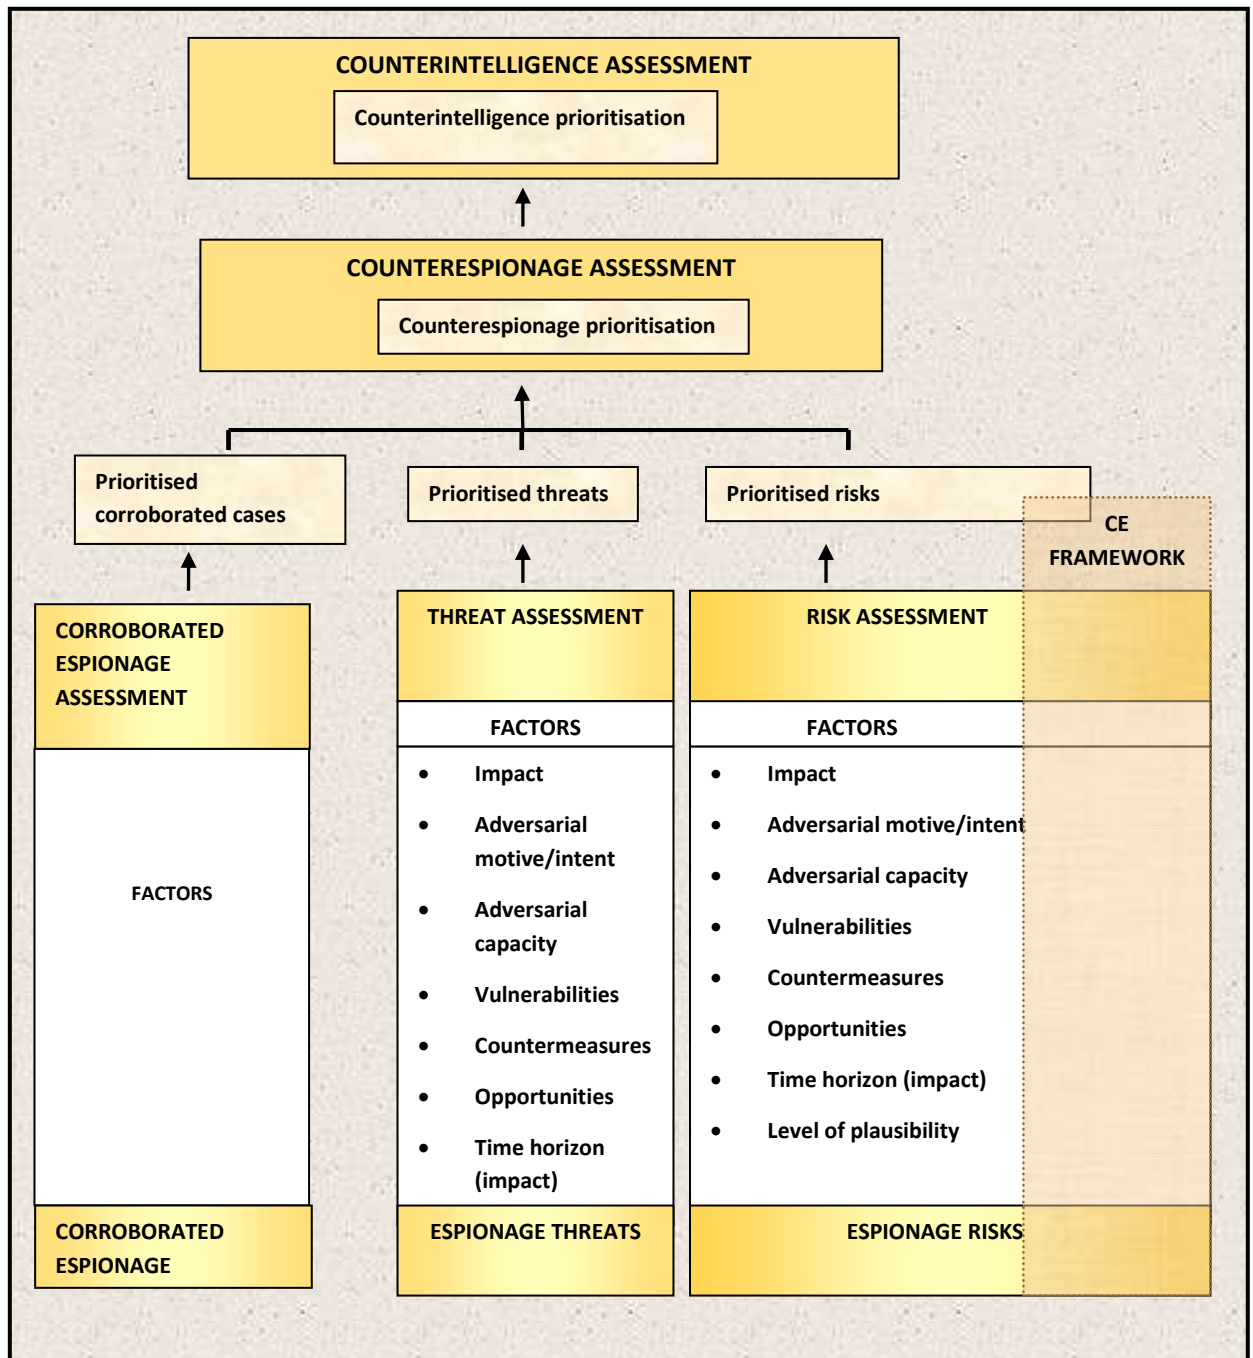 COUNTERINTELLIGENCE ASSESSMENT
Counterintelligence prioritisation
COUNTERESPIONAGE ASSESSMENT
Counterespionage prioritisation
Prioritised
corroborated cases
Prioritised threats
Prioritised risks
CE
FRAMEWORK
CORROBORATED
ESPIONAGE
ASSESSMENT
FACTORS
CORROBORATED
ESPIONAGE
THREAT ASSESSMENT
FACTORS
• Impact
• Adversarial
motive/intent
• Adversarial
capacity
• Vulnerabilities
• Countermeasures
• Opportunities
• Time horizon
(impact)
ESPIONAGE THREATS
RISK ASSESSMENT
FACTORS
• Impact
• Adversarial motive/intent
• Adversarial capacity
• Vulnerabilities
• Countermeasures
• Opportunities
• Time horizon (impact)
• Level of plausibility
ESPIONAGE RISKS